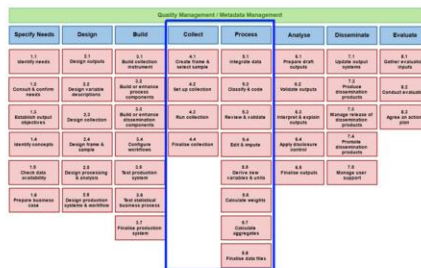 Quality Management / Metadata Management
Specify Needs
Design
Build
Collect
Process
Analyse
Disseminate
Evaluate
1.1
Identify needs
1.2
Consult & confirm
needs
1.3
Establish output
objectives
1.4
Identify concepts
1.5
Check data
availability
1.6
Prepare business
case
2.1
Design outputs
2.2
Design variable
descriptions
2.3
Design collection
2.4
Design frame &
sample
2.5
Design processing
& analysis
2.6
Design production
systems & workflow
3.1
Build collection
instrument
3.2
Build or enhance
process
components
3.3
Build or enhance
dissemination
components
3.4
Configure
workflows
3.5
Test production
system
3.6
Test statistical
business process
3.7
Finalise production
system
4.1
Create frame &
select sample
4.2
Set up collection
4.3
Run collection
4.4
Finalise collection
5.1
Integrate data
5.2
Classify & code
5.3
Review & validate
5.4
Edit & impute
5.5
Derive new
variables & units
5.6
Calculate weights
5.7
Calculate
aggregates
5.8
Finalise data files
6.1
Prepare draft
outputs
6.2
Validate outputs
6.3
Interpret & explain
outputs
6.4
Apply disclosure
control
6.5
Finalise outputs
7.1
Update output
systems
7.2
Produce
dissemination
products
7.3
Manage release of
dissemination
products
7.4
Promote
dissemination
products
7.5
Manage user
support
8.1
Gather evaluation
inputs
8.2
Conduct evaluation
8.3
Agree an action
plan